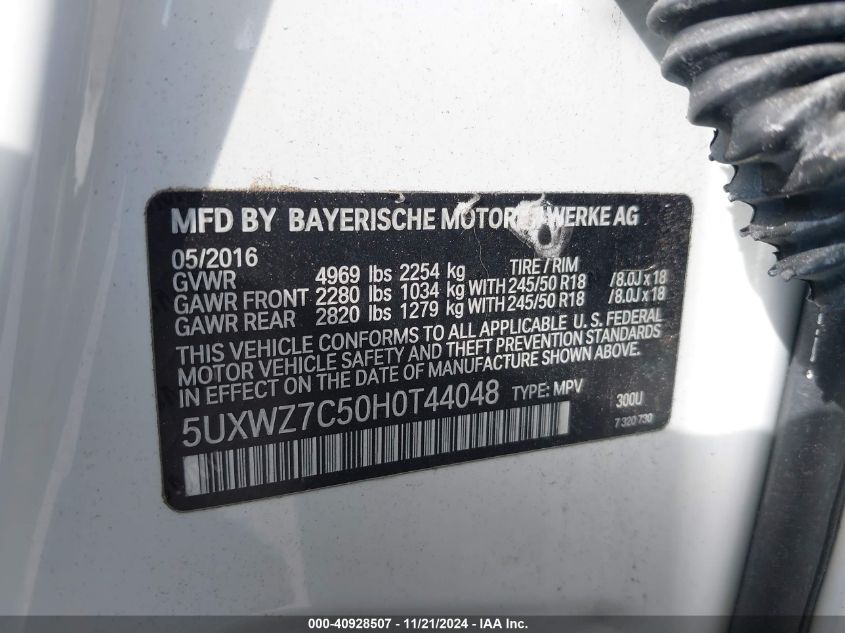 MFD BY BAYERISCHE MOTOR WERKE AG
05/2016
GVWR 4969 lbs 2254 kg TIRE / RIM
GAWR FRONT 2280 lbs 1034 kg WITH 245/50 R18 /8.0J x 18
GAWR REAR 2820 lbs 1279 kg WITH 245/50 R18 /8.0J x 18
THIS VEHICLE CONFORMS TO ALL APPLICABLE U.S. FEDERAL
MOTOR VEHICLE SAFETY AND THEFT PREVENTION STANDARDS
IN EFFECT ON THE DATE OF MANUFACTURE SHOWN ABOVE.
5UXWZ7C50H0T44048 TYPE: MPV 300U
7 320 730
000-40928507 - 11/21/2024 - IAA Inc.